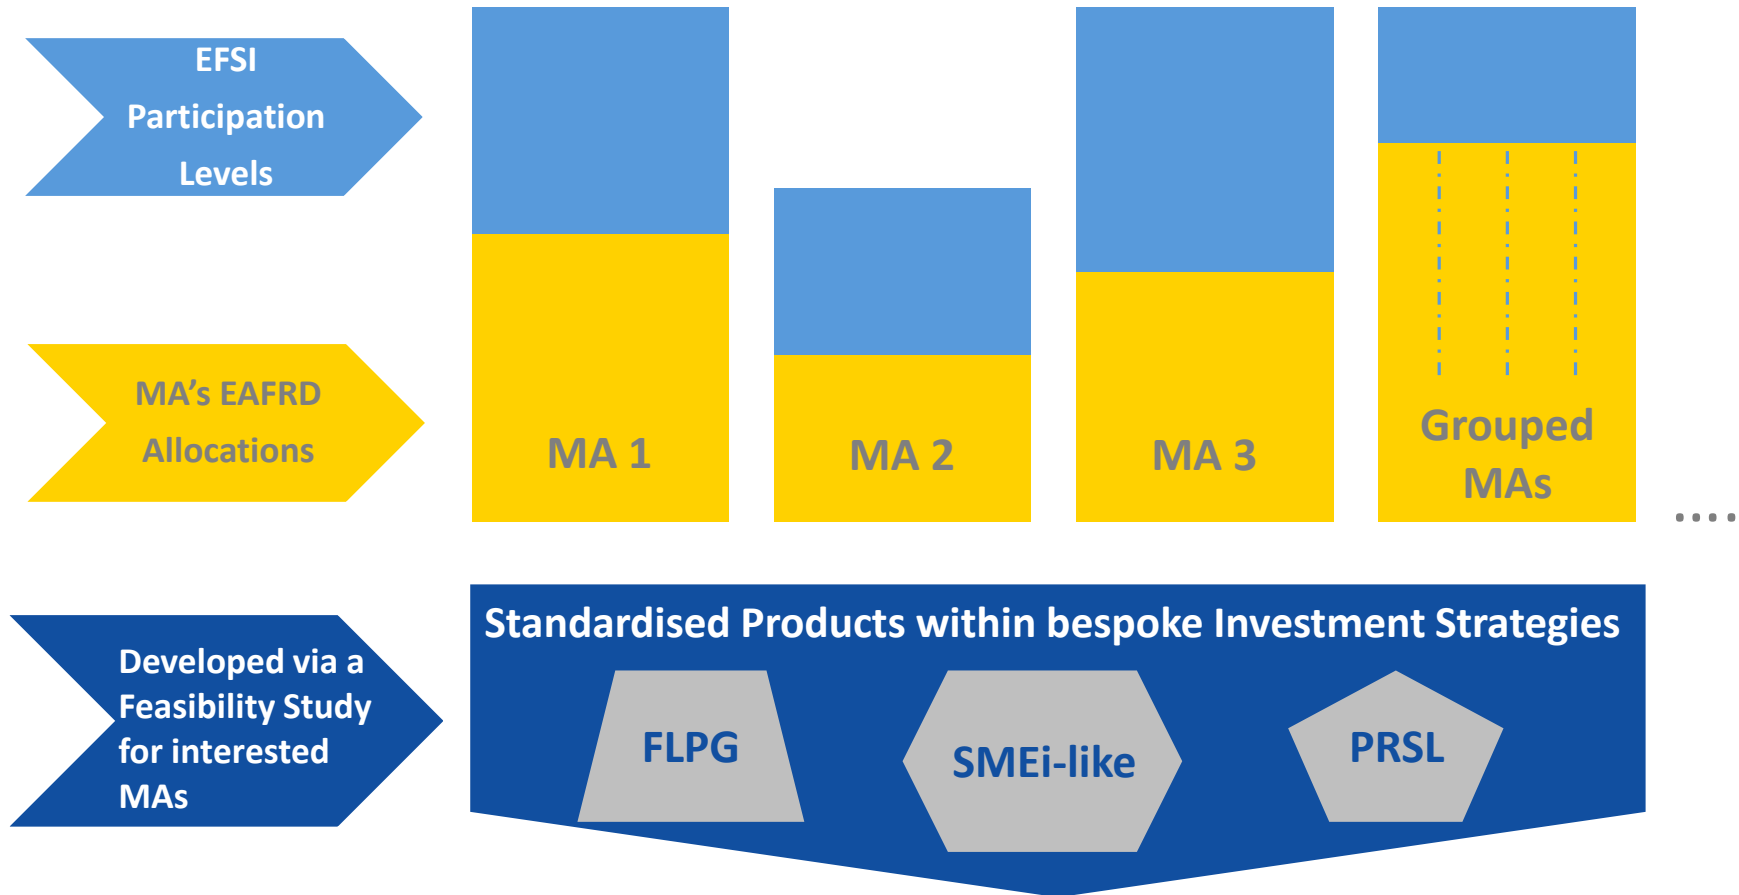 EFSI
Participation
Levels
MA's EAFRD
Allocations
MA 1
MA 2
MA 3
Grouped
MAs
....
Developed via a
Feasibility Study
for interested
MAs
Standardised Products within bespoke Investment Strategies
FLPG
SMEi-like
PRSL